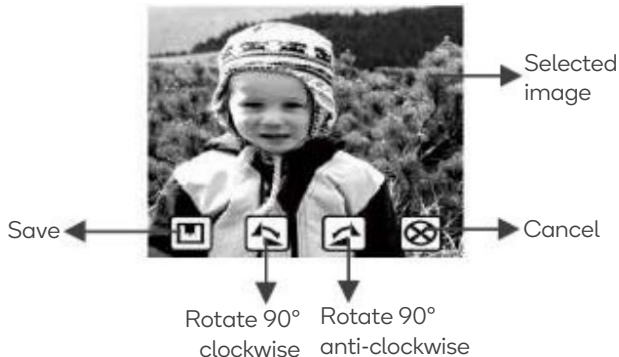 Selected
image
Save
Cancel
Rotate 90°
clockwise
Rotate 90°
anti-clockwise